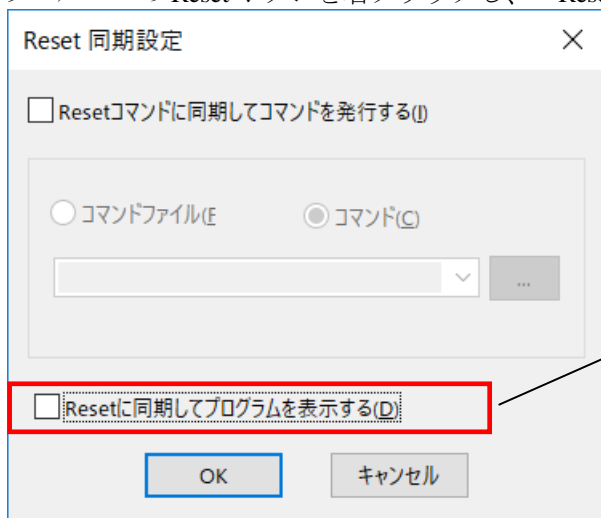 Reset 同期設定
Resetコマンドに同期してコマンドを発行する(I)
コマンドファイル(F
コマンド(C)
...
Resetに同期してプログラムを表示する(D)
OK
キャンセル